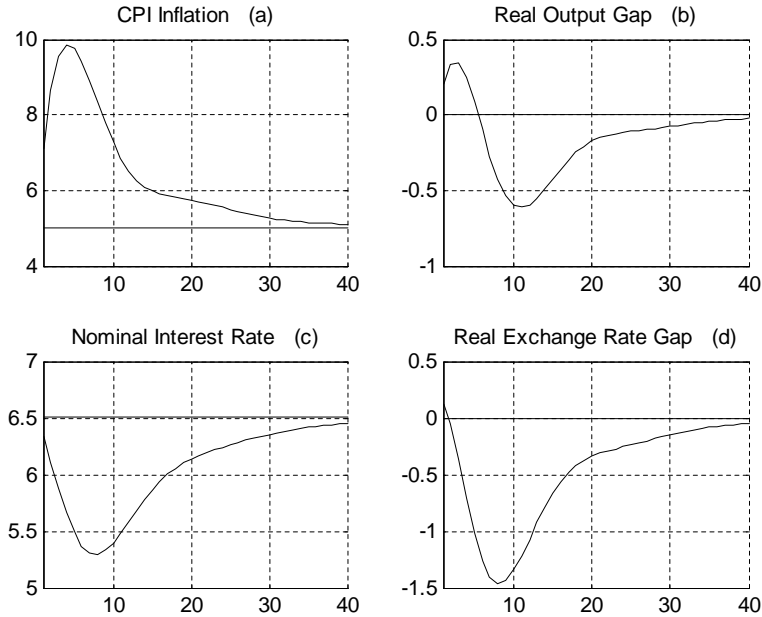 CPI Inflation (a)
10
8
6
4
10 20 30 40
Real Output Gap (b)
0.5
0
-0.5
-1
10 20 30 40
Nominal Interest Rate (c)
7
6.5
6
5.5
5
10 20 30 40
Real Exchange Rate Gap (d)
0.5
0
-0.5
-1
-1.5
10 20 30 40